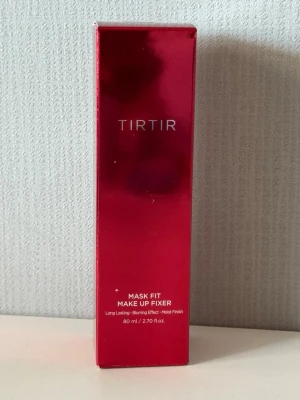 TIRTIR
MASK FIT
MAKE UP FIXER
Long Lasting • Blurring Effect • Moist Finish
80 ml / 2.70 fl.oz.